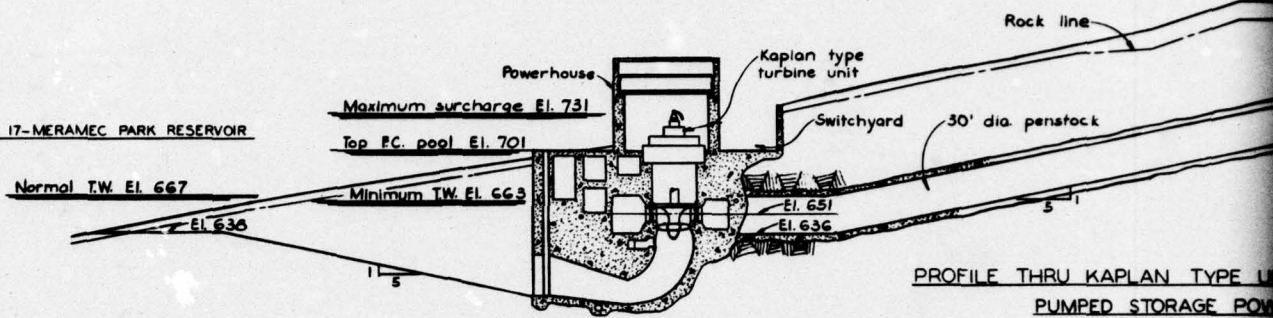 Rock line
Kaplan type
turbine unit
Powerhouse
Maximum surcharge El. 731
17-MERAMEC PARK RESERVOIR
Switchyard
30' dia. penstock
Top F.C. pool El. 701
Normal T.W. El. 667
Minimum T.W. El. 663
El. 651
El. 638
El. 636
5 1
1
5
PROFILE THRU KAPLAN TYPE
PUMPED STORAGE